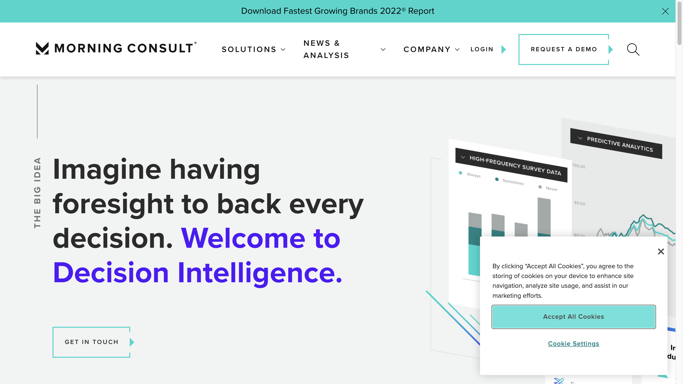 Download Fastest Growing Brands 2022® Report
MORNING CONSULT
SOLUTIONS
NEWS &
ANALYSIS
COMPANY
LOGIN
REQUEST A DEMO
THE BIG IDEA
Imagine having
foresight to back every
decision. Welcome to
Decision Intelligence.
GET IN TOUCH
HIGH-FREQUENCY SURVEY DATA
Always
Sometimes
Never
PREDICTIVE ANALYTICS
By clicking “Accept All Cookies”, you agree to the
storing of cookies on your device to enhance site
navigation, analyze site usage, and assist in our
marketing efforts.
Accept All Cookies
Cookie Settings